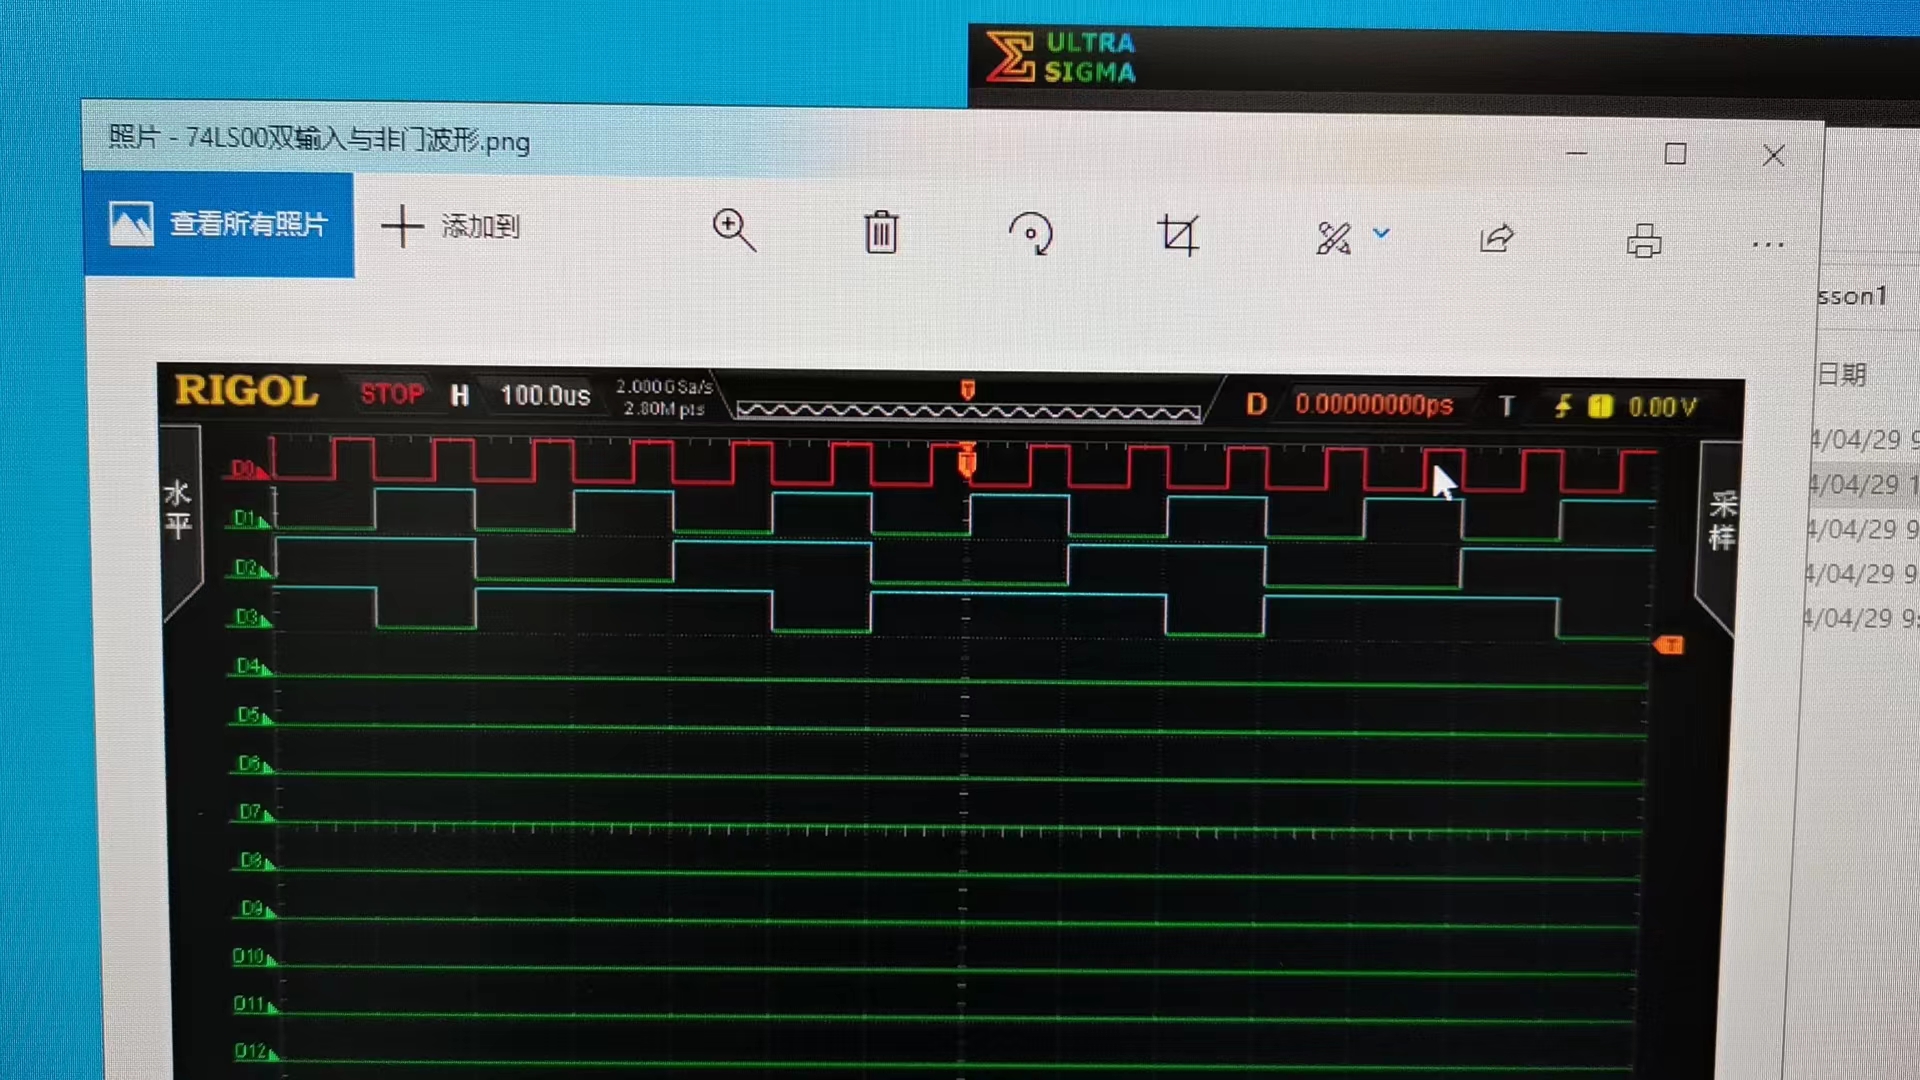 ULTRA
SIGMA
照片 - 74LS00双输入与非门波形.png
查看所有照片
添加到
sson1
日期
RIGOL STOP H 100.0us 2.000GSa/s
2.80M pts
T
D 0.00000000ps T 1 0.00 V
4/04/29 9
4/04/29 1
4/04/29 9
4/04/29 9
4/04/29 9:
水平
采样
T
D0
D1
D2
D3
T
D4
D5
D6
D7
D8
D9
D10
D11
D12